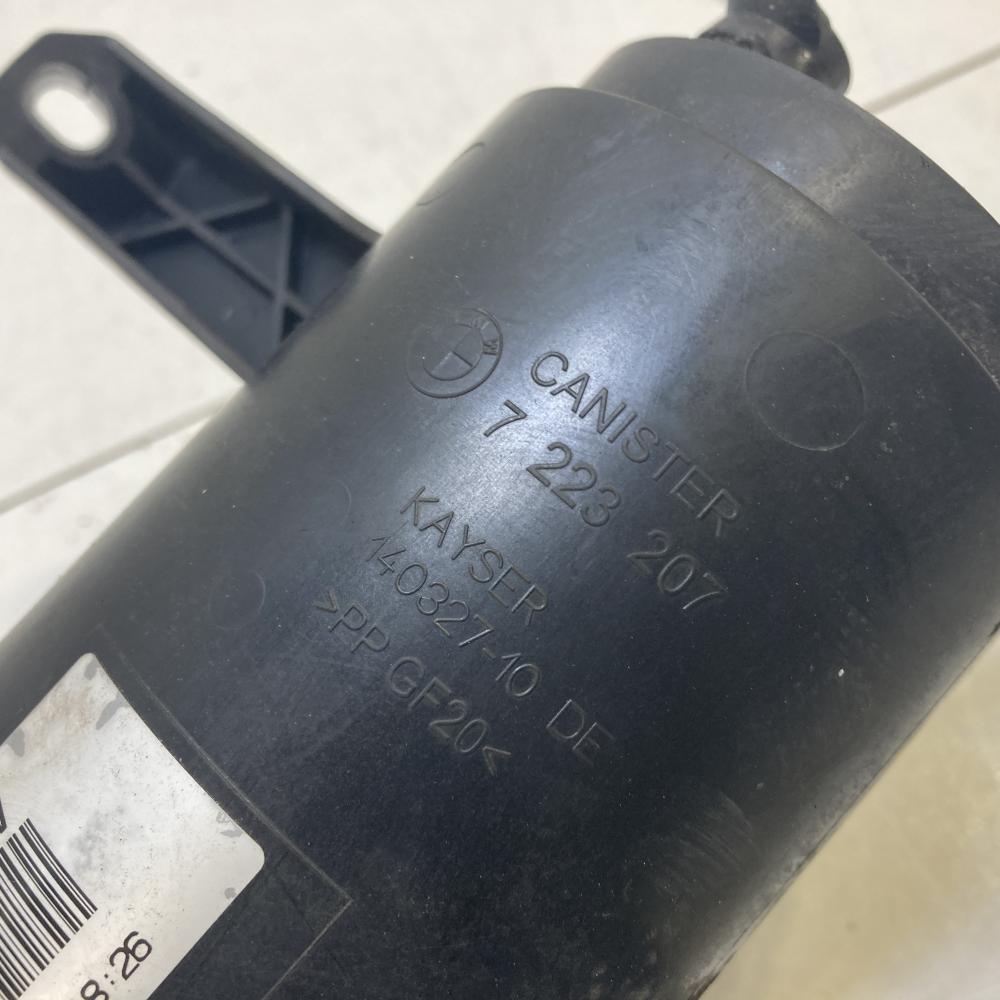 CANISTER
7 223 207
KAYSER
140327-10 DE
>PP GF20<
8:26